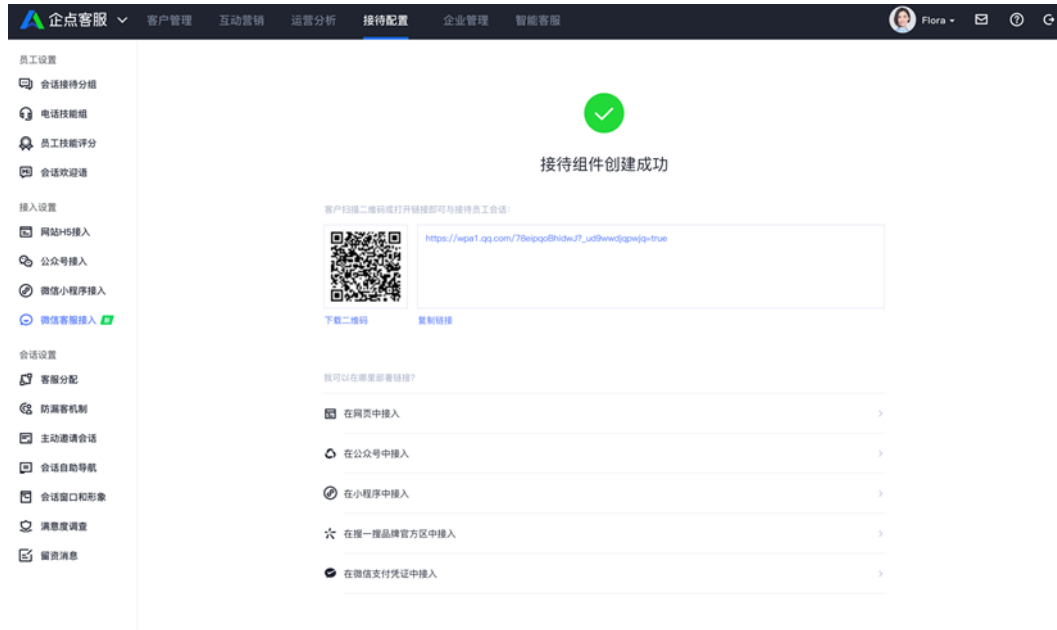 企点客服 客户管理 互动营销 运营分析 接待配置 企业管理 智能客服 Flora
员工设置
会话接待分组
电话技能组
员工技能评分
会话欢迎语
接入设置
网站H5接入
公众号接入
微信小程序接入
微信客服接入
会话设置
客服分配
防漏客机制
主动邀请会话
会话自助导航
会话窗口和形象
满意度调查
留资消息
接待组件创建成功
客户扫描二维码或打开链接即可与接待员工会话:
https://wpa1.qq.com/76eipqoBhidwJ?_ud9wwdjqpwjq=true
下载二维码 复制链接
我可以在哪里部署链接?
在网页中接入
在公众号中接入
在小程序中接入
在搜一搜品牌官方区中接入
在微信支付凭证中接入